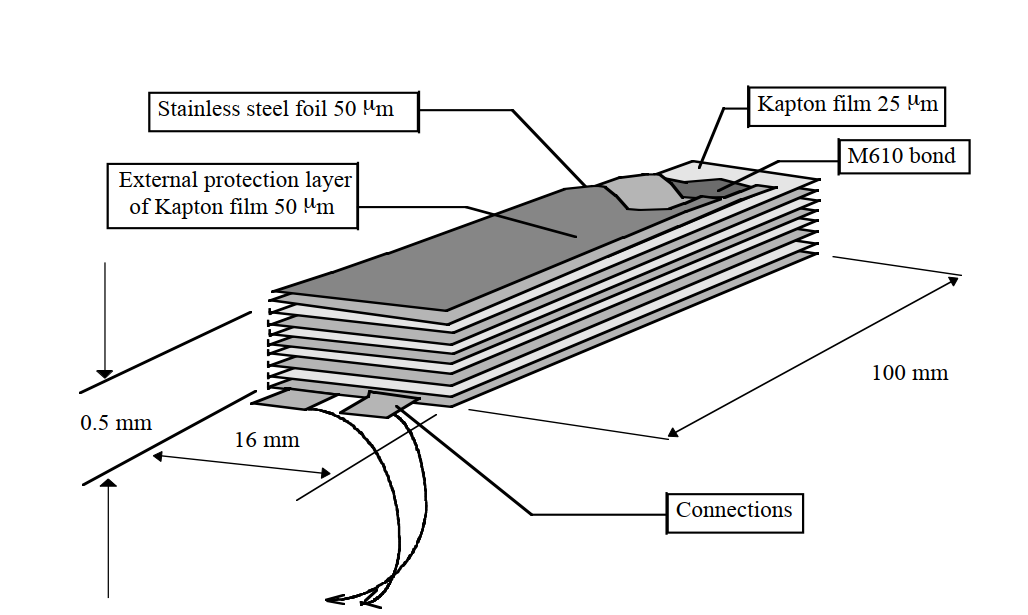 Kapton film 25 μm
Stainless steel foil 50 μm
M610 bond
External protection layer
of Kapton film 50 μm
100 mm
0.5 mm
16 mm
Connections